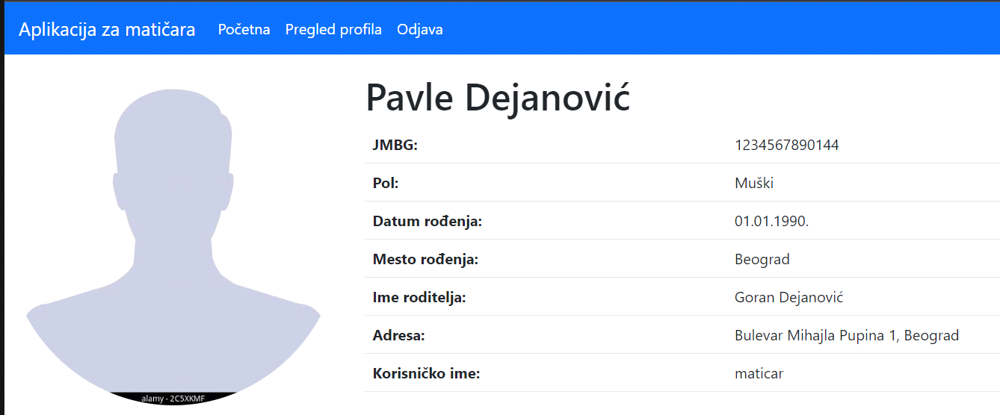 Aplikacija za matičara Početna Pregled profila Odjava
Pavle Dejanović
JMBG: 1234567890144
Pol: Muški
Datum rođenja: 01.01.1990.
Mesto rođenja: Beograd
Ime roditelja: Goran Dejanović
Adresa: Bulevar Mihajla Pupina 1, Beograd
Korisničko ime: maticar
alamy - 2C5XKMF